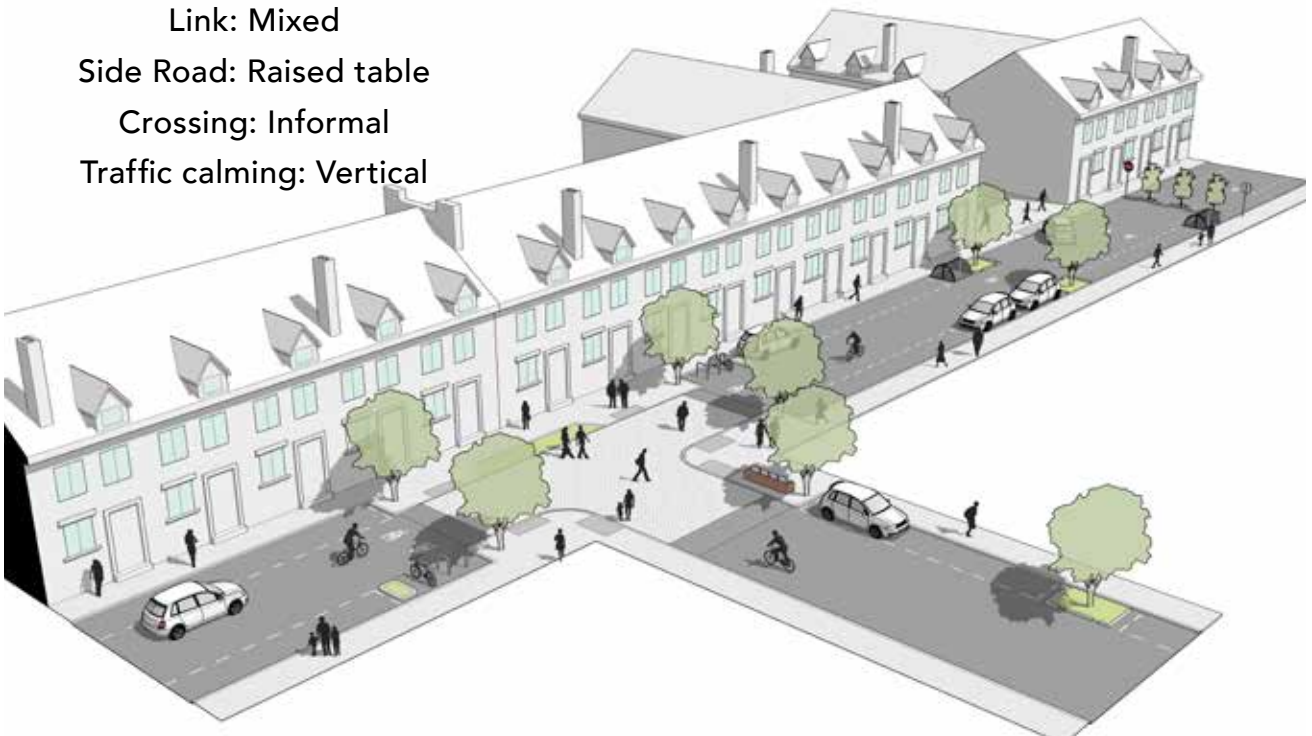 Link: Mixed
Side Road: Raised table
Crossing: Informal
Traffic calming: Vertical